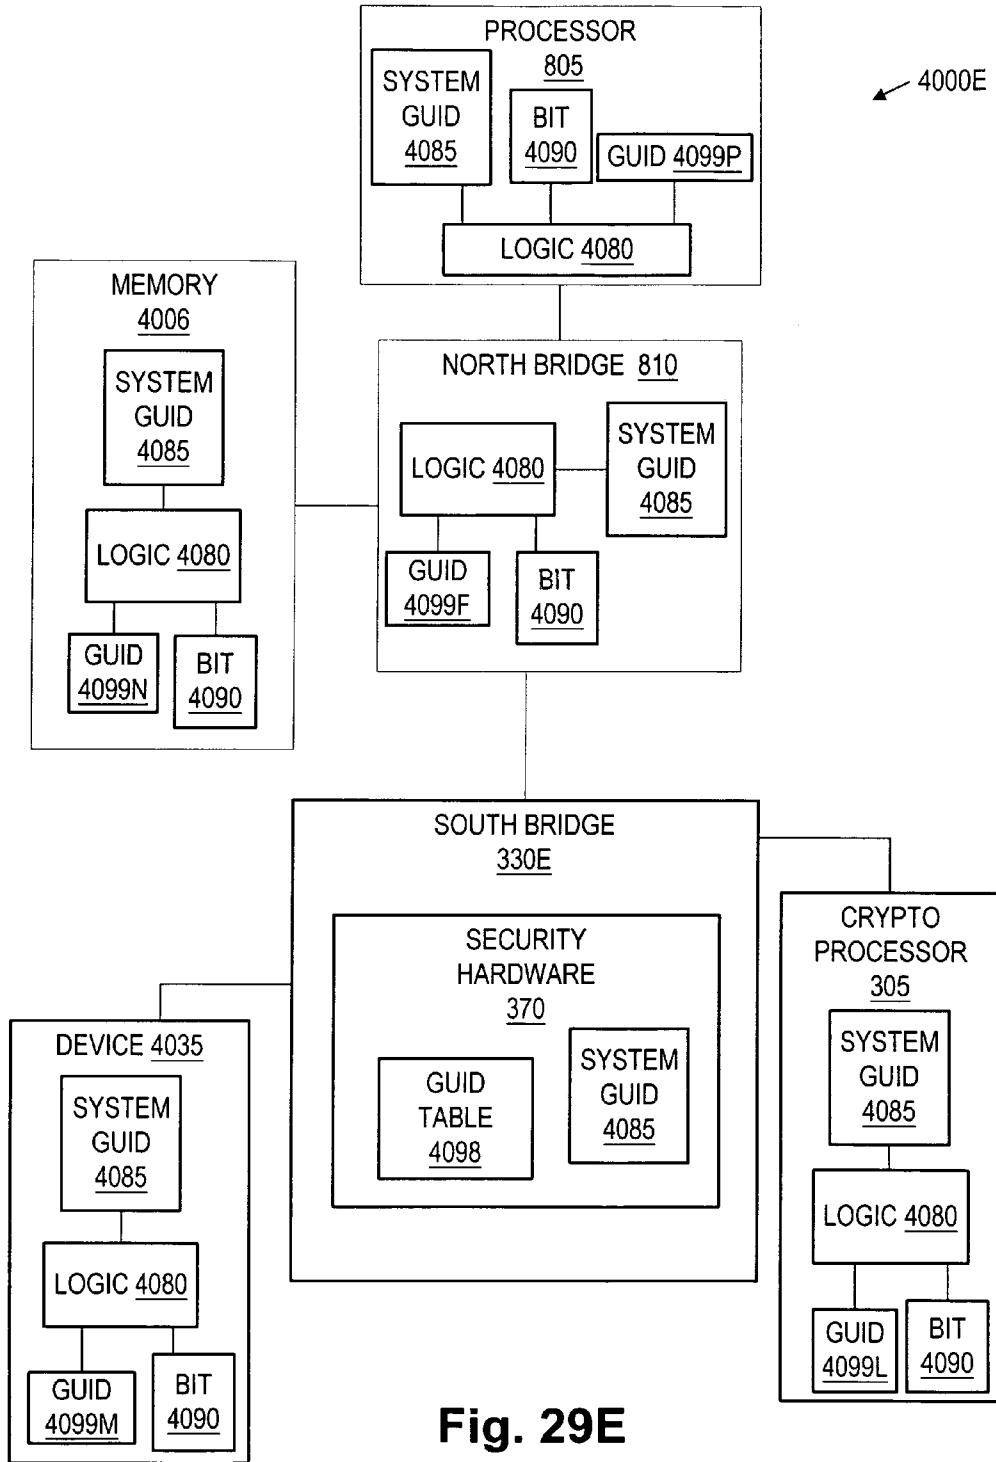 PROCESSOR
805
SYSTEM
GUID
4085
BIT
4090
GUID 4099P
LOGIC 4080
4000E
MEMORY
4006
SYSTEM
GUID
4085
LOGIC 4080
GUID
4099N
BIT
4090
NORTH BRIDGE 810
LOGIC 4080
SYSTEM
GUID
4085
GUID
4099F
BIT
4090
SOUTH BRIDGE
330E
SECURITY
HARDWARE
370
GUID
TABLE
4098
SYSTEM
GUID
4085
DEVICE 4035
SYSTEM
GUID
4085
LOGIC 4080
GUID
4099M
BIT
4090
CRYPTO
PROCESSOR
305
SYSTEM
GUID
4085
LOGIC 4080
GUID
4099L
BIT
4090
Fig. 29E